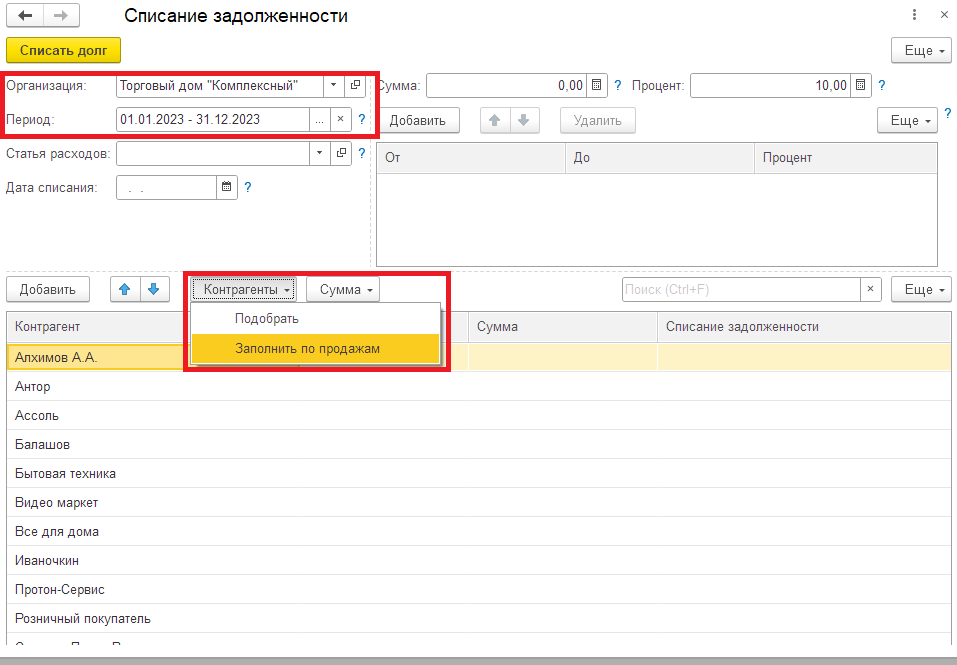 Списание задолженности
Списать долг
Еще
Организация: Торговый дом "Комплексный" Сумма: 0,00 ? Процент: 10,00 ?
Период: 01.01.2023 - 31.12.2023 ... × ? Добавить Удалить Еще ?
Статья расходов: ? От До Процент
Дата списания: . . ?
Добавить Контрагенты Сумма Поиск (Ctrl+F) × Еще
Подобрать
Контрагент Сумма Списание задолженности
Заполнить по продажам
Алхимов А.А.
Антор
Ассоль
Балашов
Бытовая техника
Видео маркет
Все для дома
Иваночкин
Протон-Сервис
Розничный покупатель